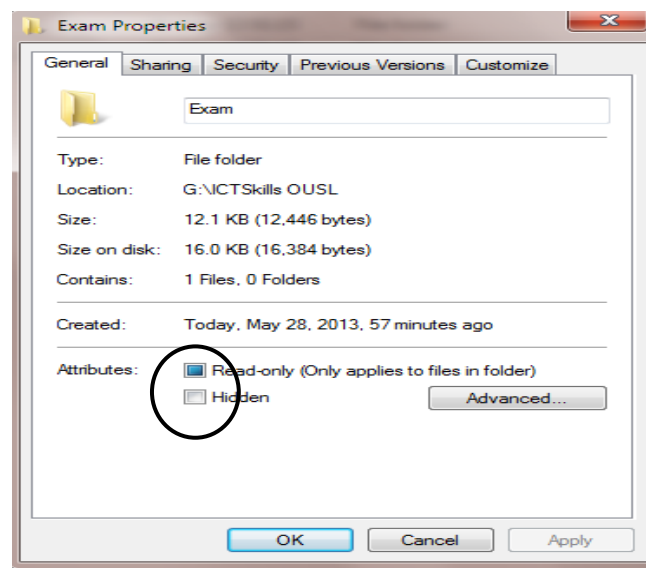 Exam Properties
General Sharing Security Previous Versions Customize
Exam
Type: File folder
Location: G:\ICTSkills OUSL
Size: 12.1 KB (12,446 bytes)
Size on disk: 16.0 KB (16,384 bytes)
Contains: 1 Files, 0 Folders
Created: Today, May 28, 2013, 57 minutes ago
Attributes: Read-only (Only applies to files in folder)
Hidden Advanced...
OK Cancel Apply